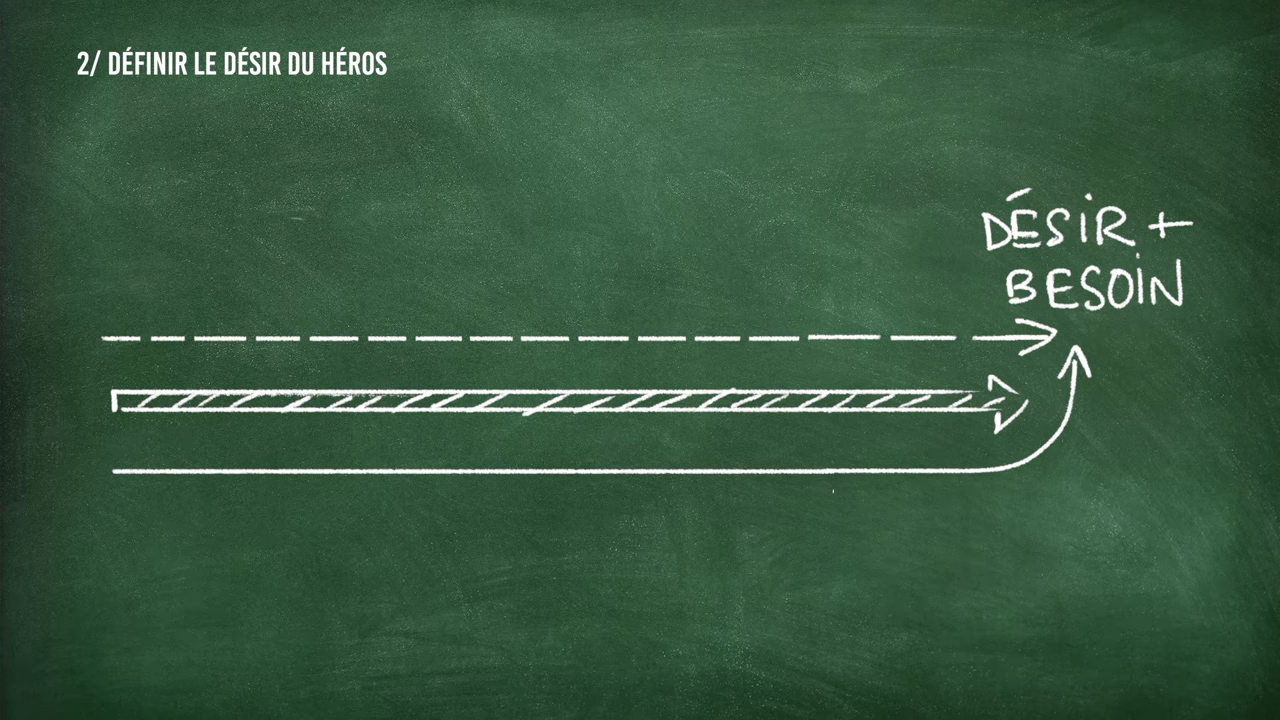 2/ DÉFINIR LE DÉSIR DU HÉROS
DÉSIR +
BESOIN